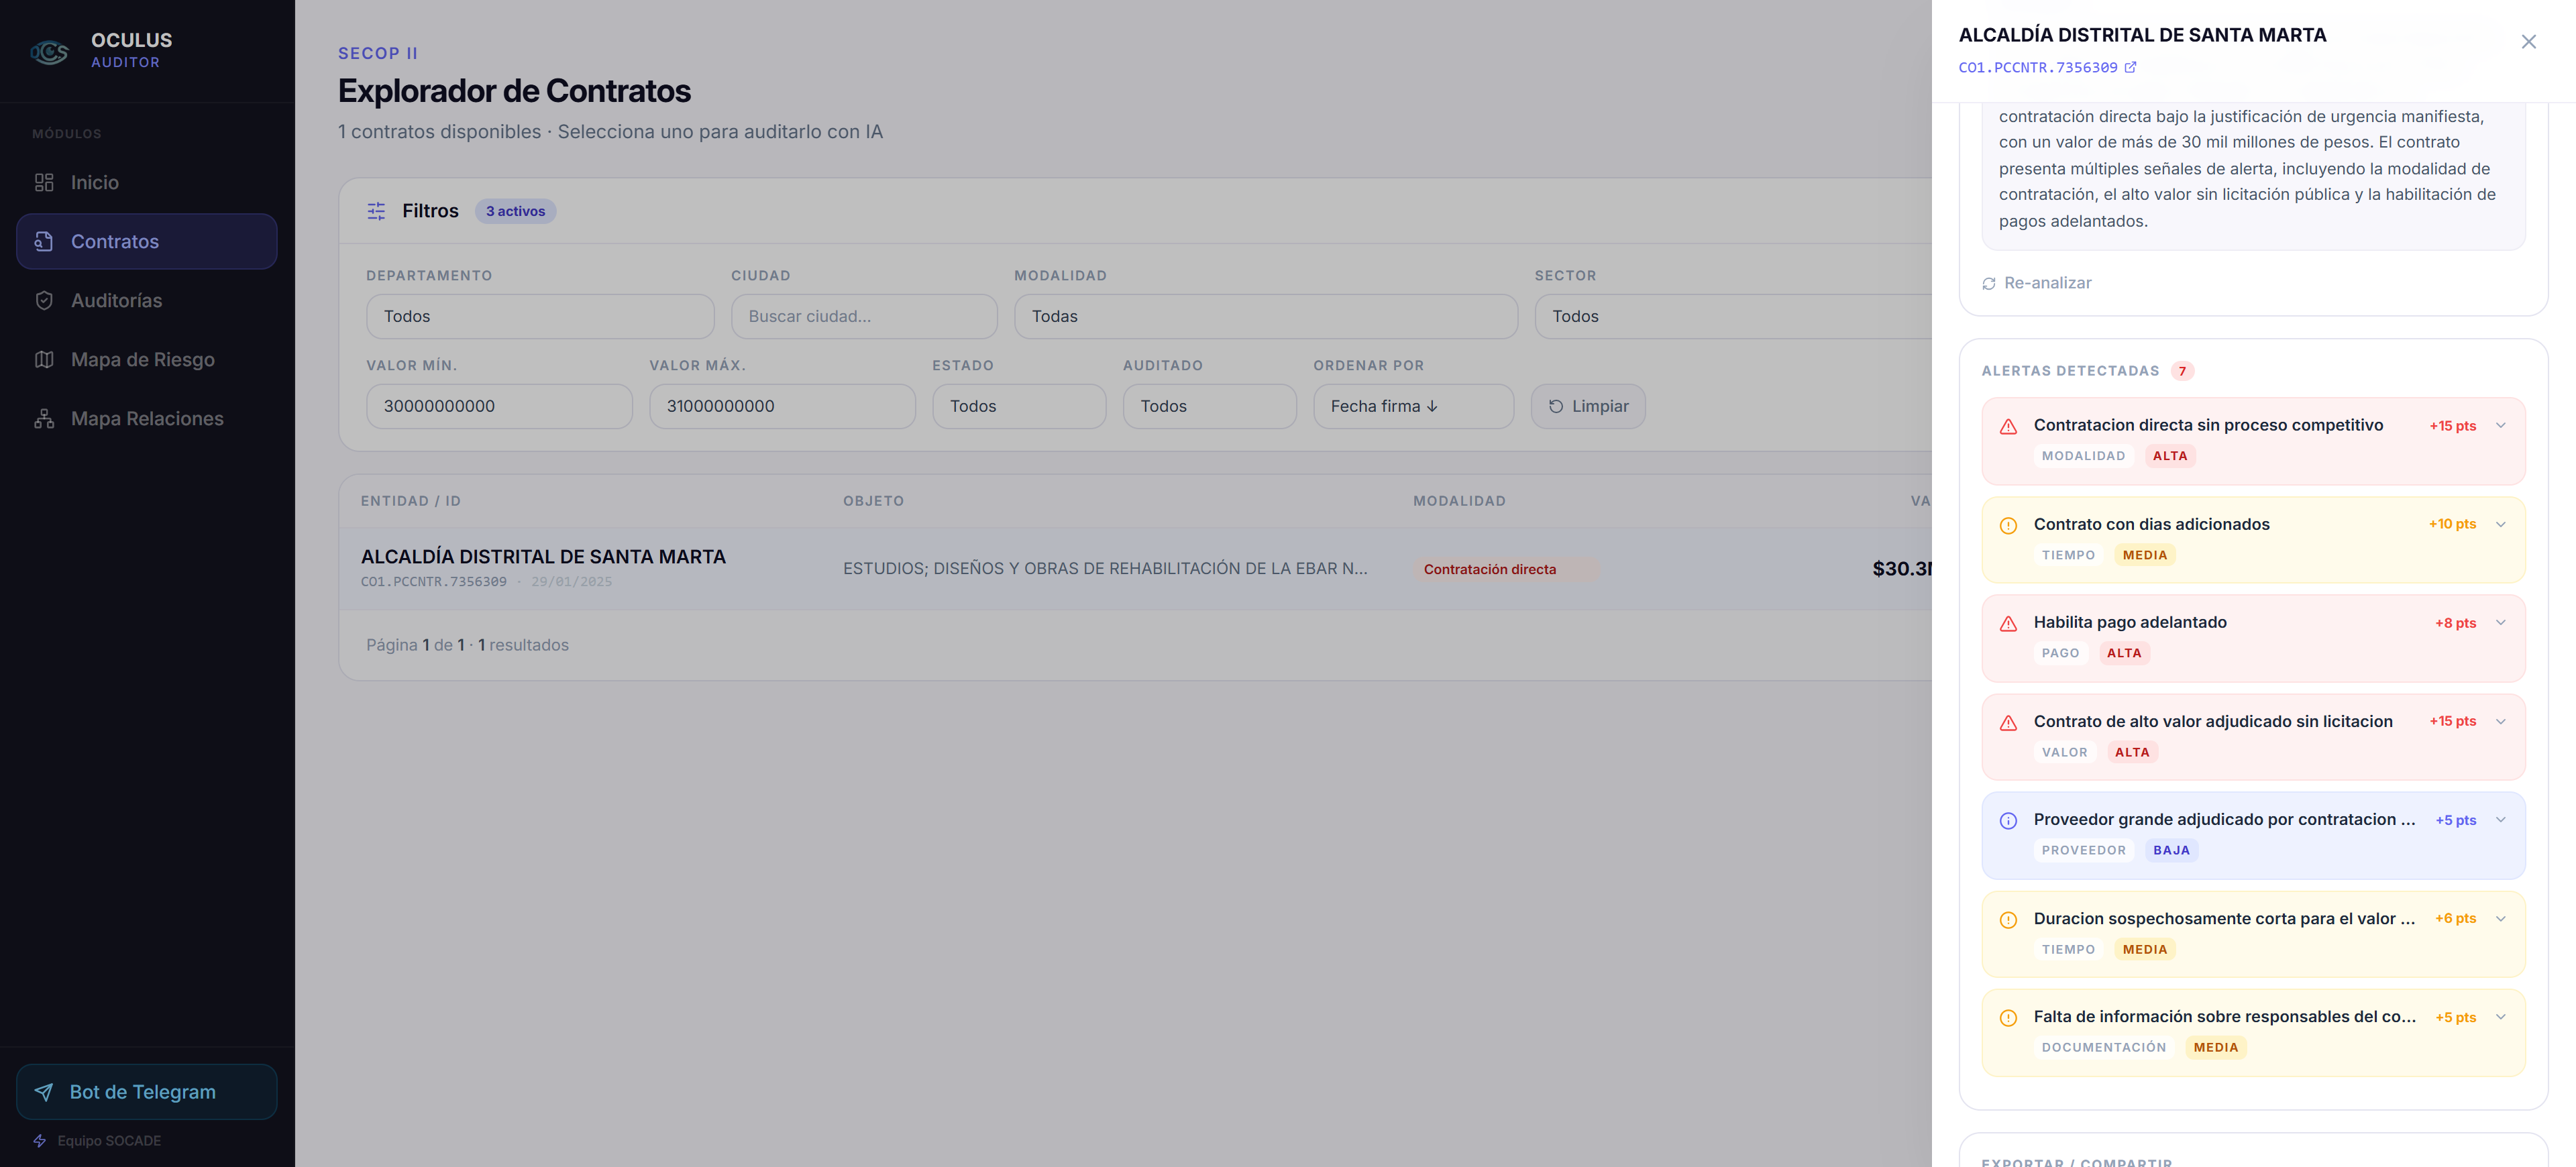 OCULUS
AUDITOR
MÓDULOS
Inicio
Contratos
Auditorías
Mapa de Riesgo
Mapa Relaciones
Bot de Telegram
Equipo SOCADE
SECOP II
Explorador de Contratos
1 contratos disponibles · Selecciona uno para auditarlo con IA
Filtros 3 activos
DEPARTAMENTO CIUDAD MODALIDAD SECTOR
Todos Buscar ciudad... Todas Todos
VALOR MÍN. VALOR MÁX. ESTADO AUDITADO ORDENAR POR
30000000000 31000000000 Todos Todos Fecha firma ↓ Limpiar
ENTIDAD / ID OBJETO MODALIDAD
ALCALDÍA DISTRITAL DE SANTA MARTA
CO1.PCCNTR.7356309 · 29/01/2025
ESTUDIOS; DISEÑOS Y OBRAS DE REHABILITACIÓN DE LA EBAR N...
Contratación directa
$30.3
Página 1 de 1 · 1 resultados
ALCALDÍA DISTRITAL DE SANTA MARTA
CO1.PCCNTR.7356309
contratación directa bajo la justificación de urgencia manifiesta,
con un valor de más de 30 mil millones de pesos. El contrato
presenta múltiples señales de alerta, incluyendo la modalidad de
contratación, el alto valor sin licitación pública y la habilitación de
pagos adelantados.
Re-analizar
ALERTAS DETECTADAS 7
Contratacion directa sin proceso competitivo +15 pts
MODALIDAD ALTA
Contrato con dias adicionados +10 pts
TIEMPO MEDIA
Habilita pago adelantado +8 pts
PAGO ALTA
Contrato de alto valor adjudicado sin licitacion +15 pts
VALOR ALTA
Proveedor grande adjudicado por contratacion ... +5 pts
PROVEEDOR BAJA
Duracion sospechosamente corta para el valor ... +6 pts
TIEMPO MEDIA
Falta de información sobre responsables del co... +5 pts
DOCUMENTACIÓN MEDIA
EXPORTAR / COMPARTIR